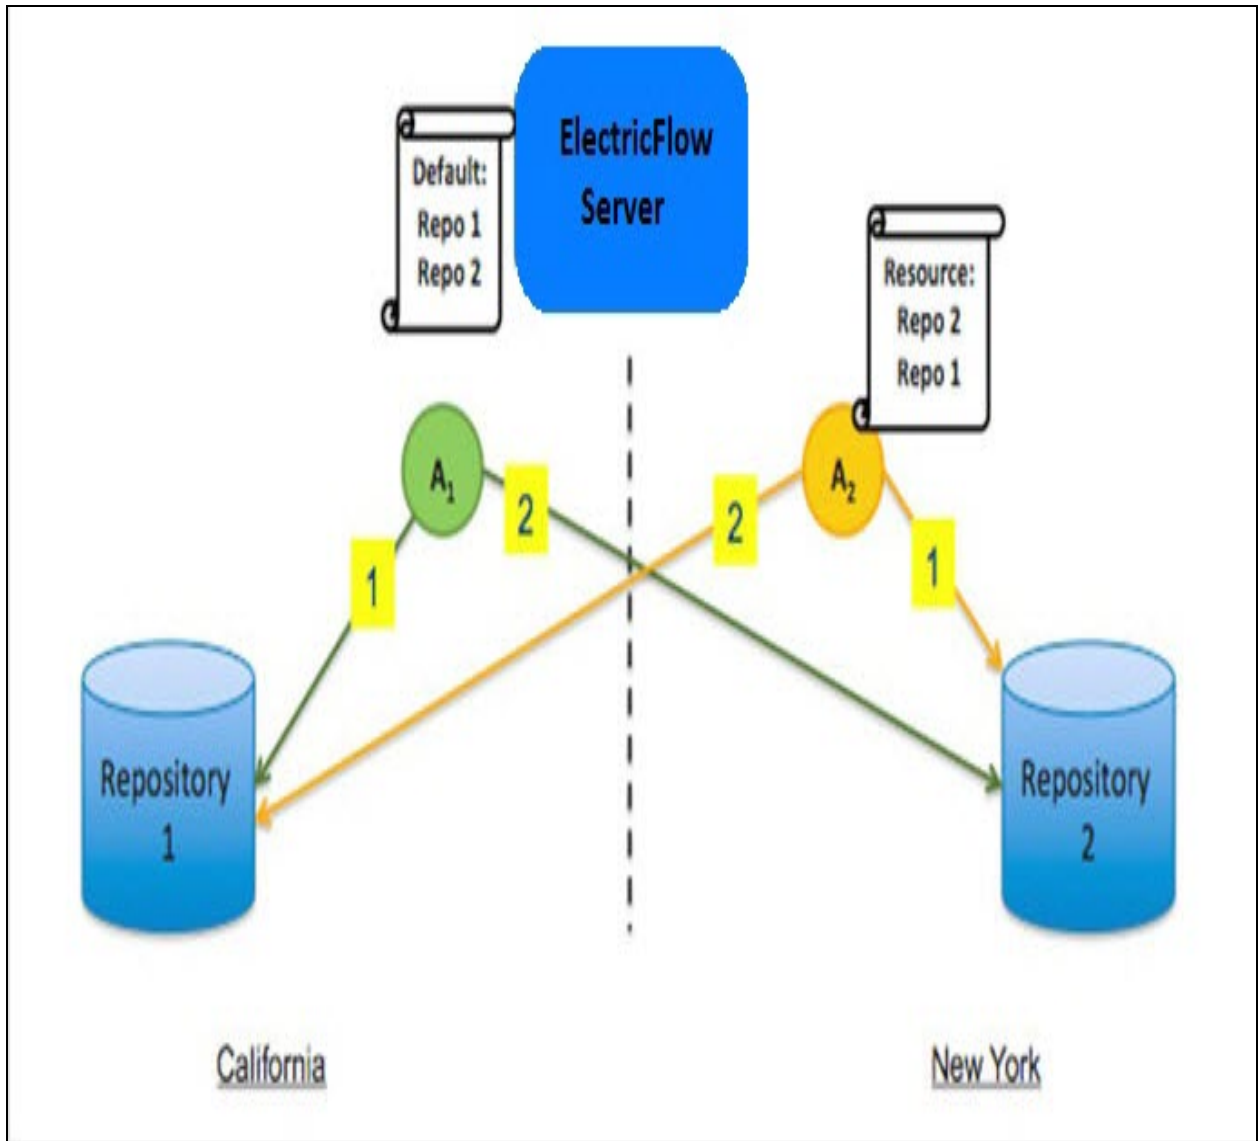 ElectricFlow
Server
Default:
Repo 1
Repo 2
Resource:
Repo 2
Repo 1
A₁
2
2
A₂
1
1
Repository
1
Repository
2
California
New York